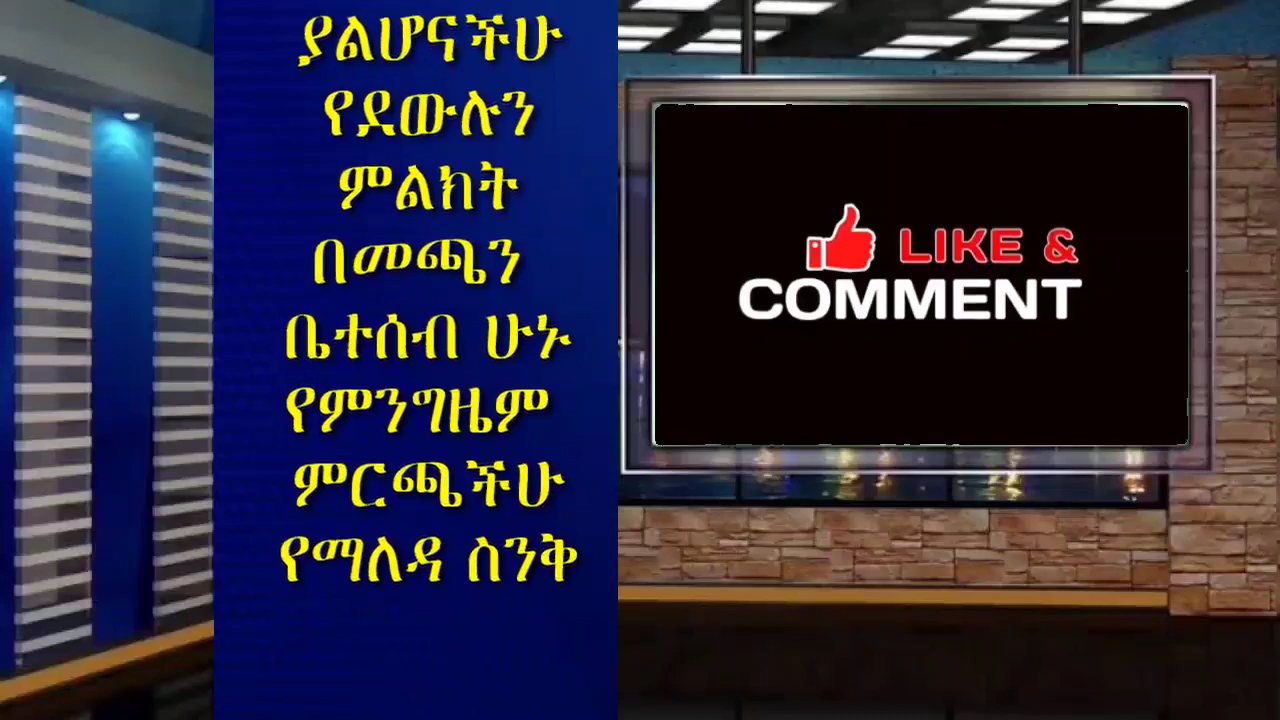 ያልሆናችሁ
የደውሉን
ምልክት
በመጫን
ቤተሰብ ሁኑ
የምንግዜም
ምርጫችሁ
የማለዳ ስንቅ
LIKE &
COMMENT